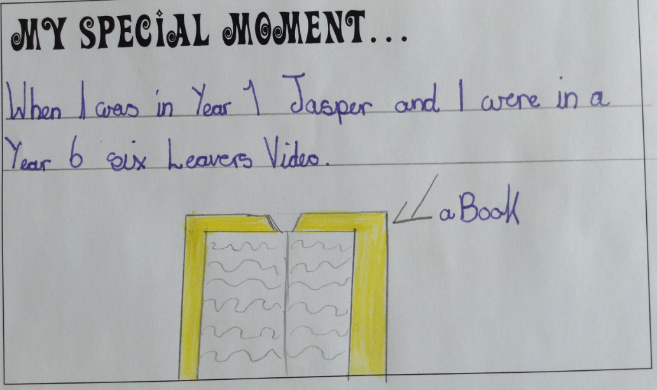 MY SPECIAL MOMENT...
When I was in Year 1 Jasper and I were in a
Year 6 six Leavers Video.
a Book